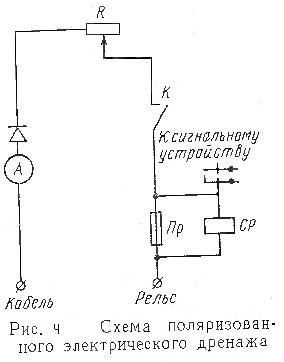 R
K
К сигнальному
устройству
А
Пр
СР
Кабель
Рельс
Рис. 4 Схема поляризован-
ного электрического дренажа